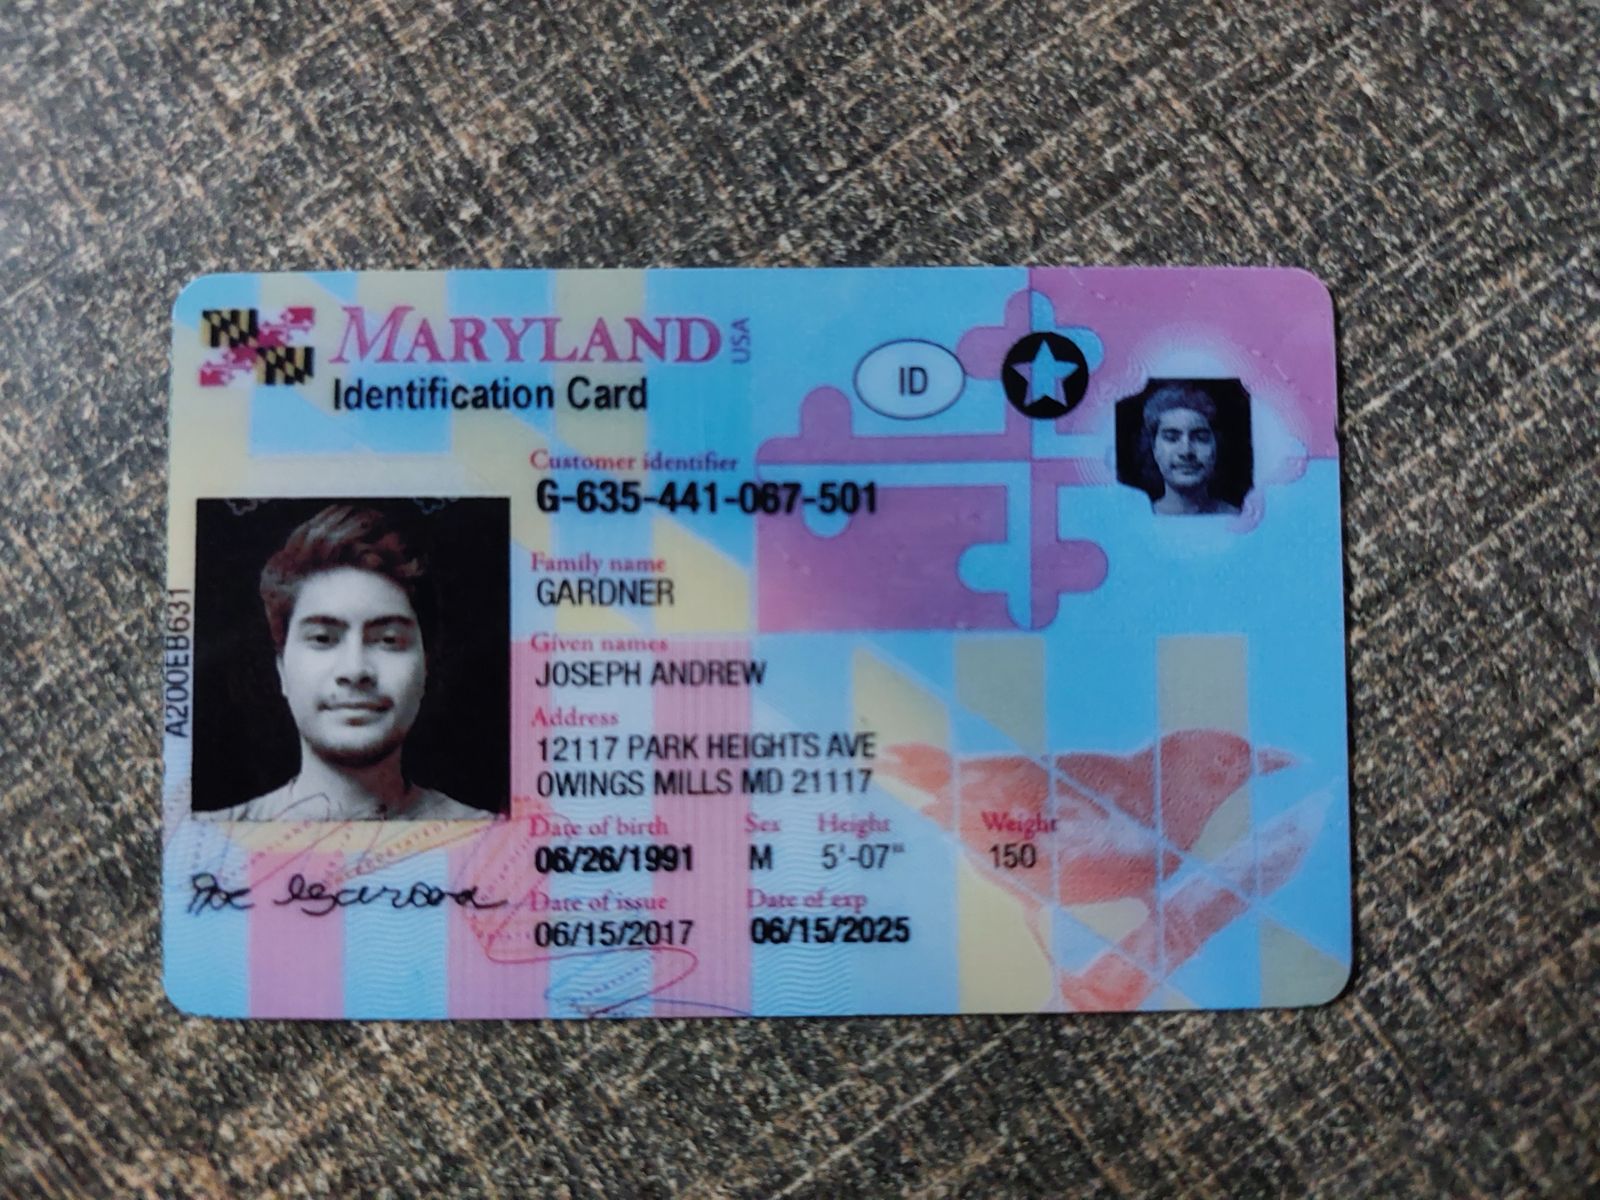 MARYLAND USA
Identification Card
ID
Customer identifier
G-635-441-067-501
Family name
GARDNER
Given names
JOSEPH ANDREW
Address
12117 PARK HEIGHTS AVE
OWINGS MILLS MD 21117
Date of birth Sex Height Weight
06/26/1991 M 5'-07" 150
Date of issue Date of exp
06/15/2017 06/15/2025
A200EB631